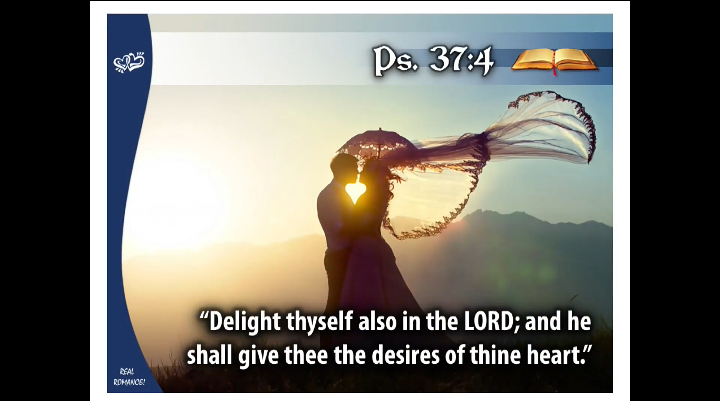 Ps. 37:4
“Delight thyself also in the LORD; and he
shall give thee the desires of thine heart.”
REAL
ROMANCE!